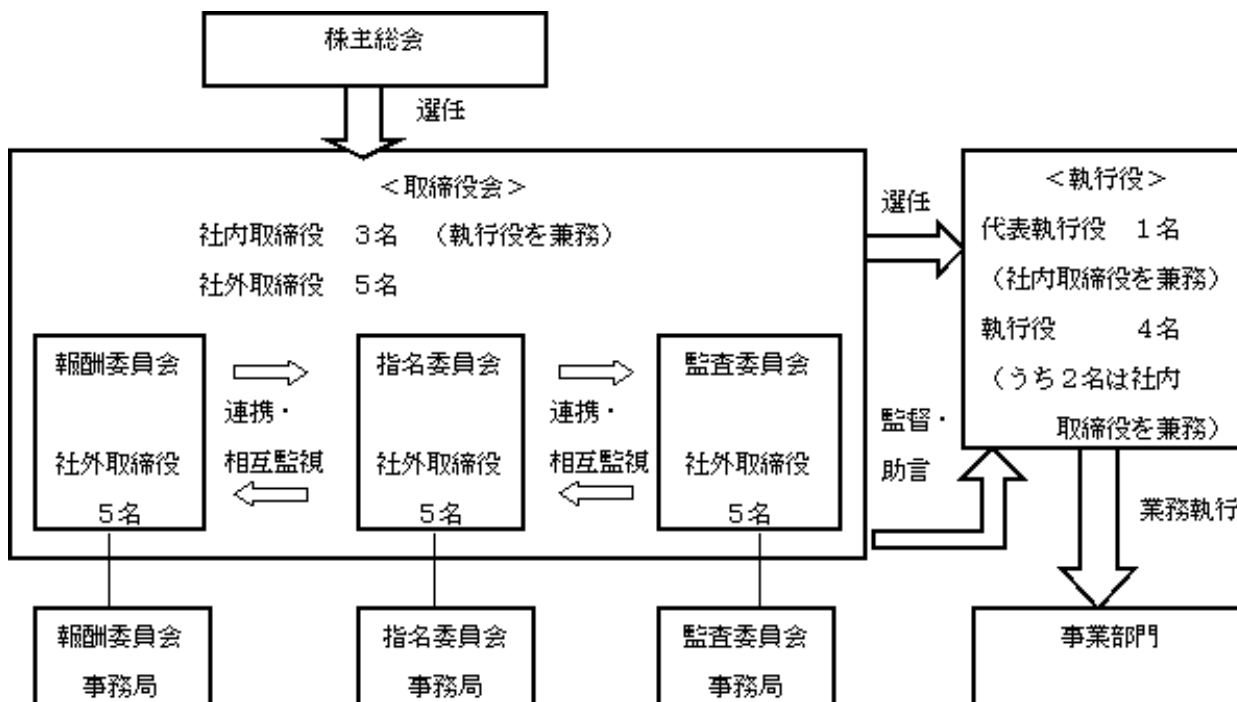 株主総会
選任
＜取締役会＞
社内取締役　３名　（執行役を兼務）
社外取締役　５名
報酬委員会
社外取締役
５名
連携・
相互監視
指名委員会
社外取締役
５名
連携・
相互監視
監査委員会
社外取締役
５名
選任
監督・
助言
＜執行役＞
代表執行役　１名
（社内取締役を兼務）
執行役　　　４名
（うち２名は社内
取締役を兼務）
業務執行
報酬委員会
事務局
指名委員会
事務局
監査委員会
事務局
事業部門